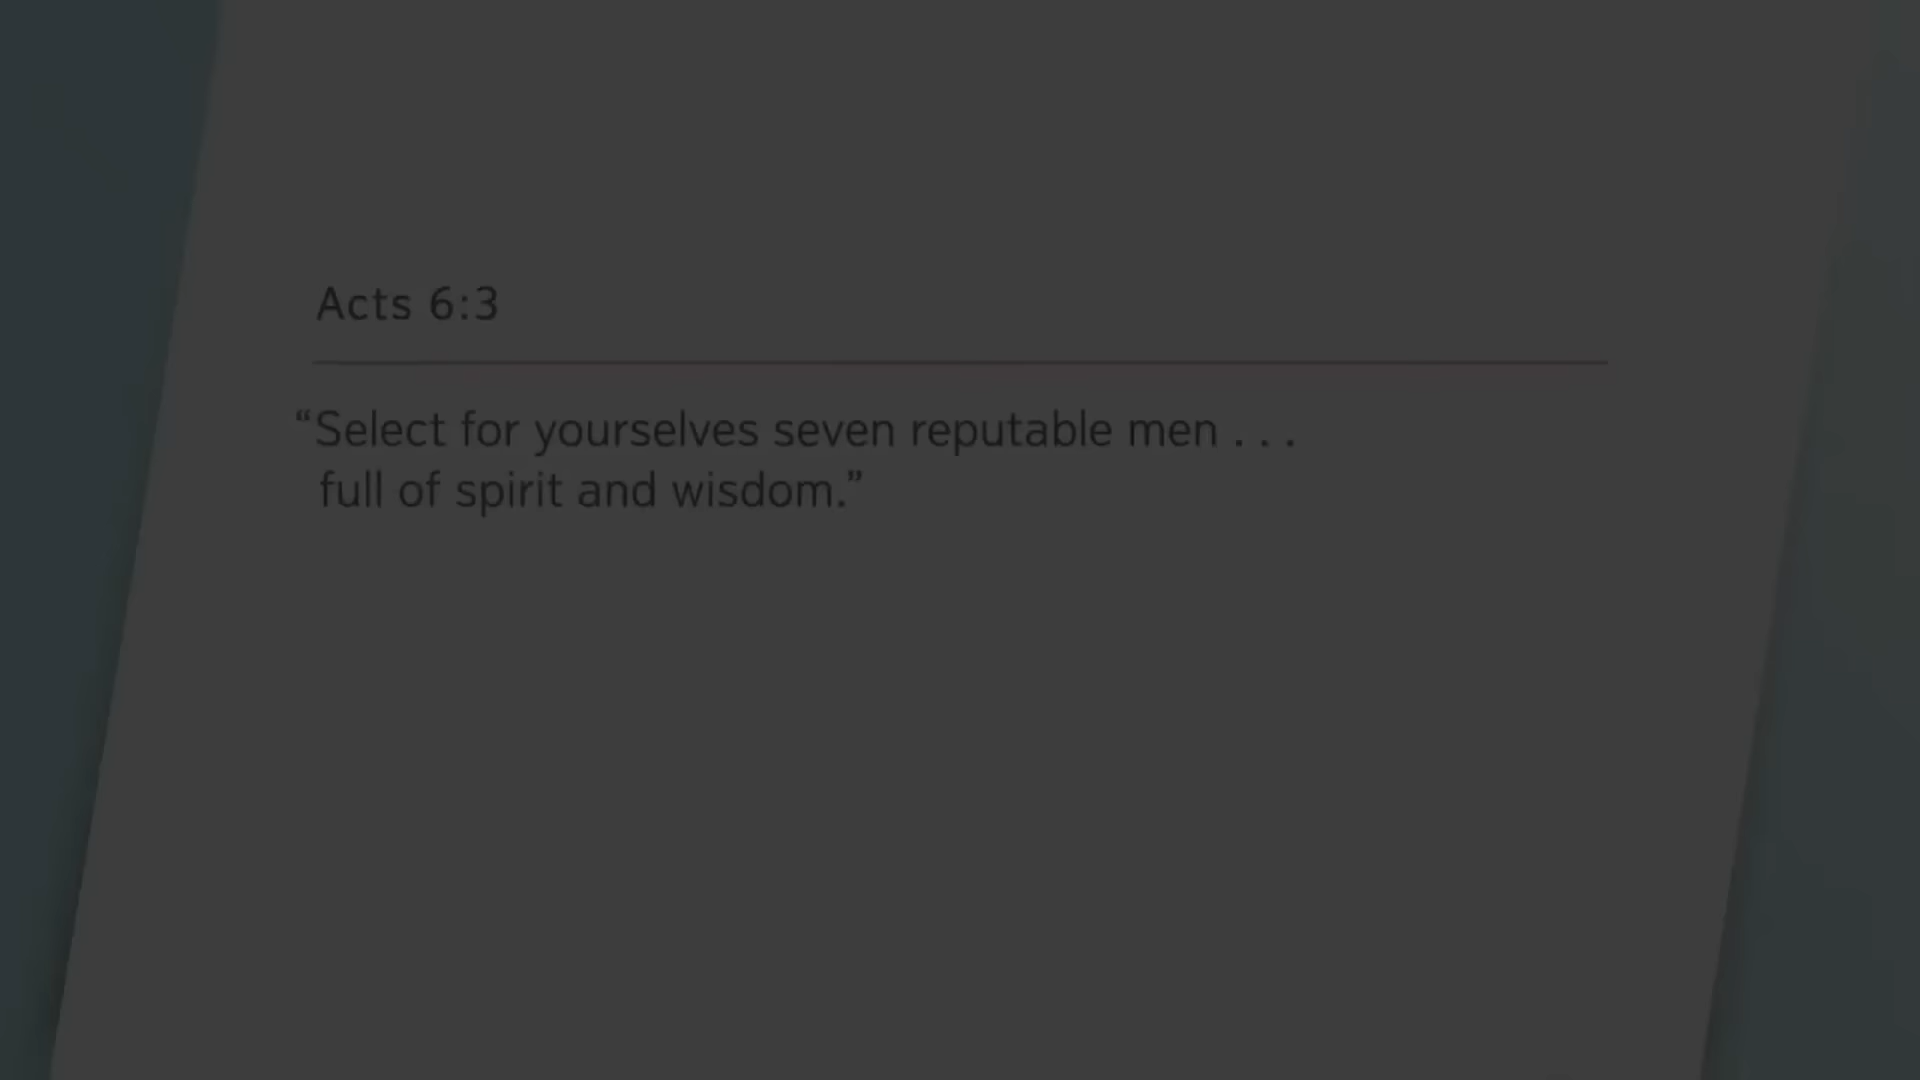 Acts 6:3
“Select for yourselves seven reputable men . . .
full of spirit and wisdom.”